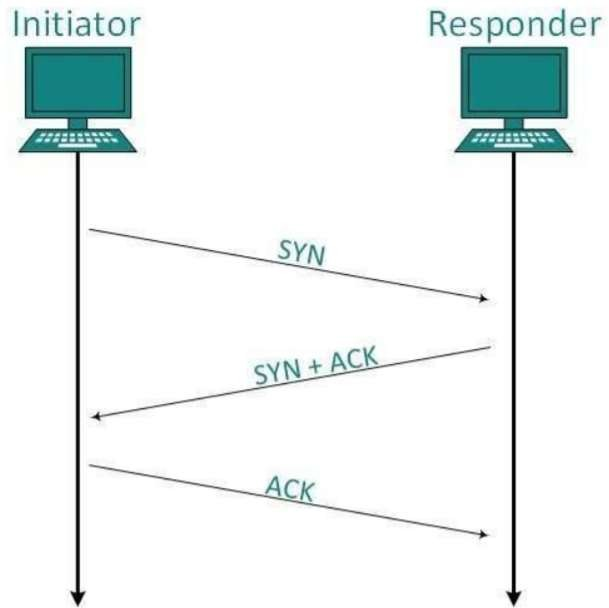 Initiator
Responder
SYN
SYN + ACK
ACK